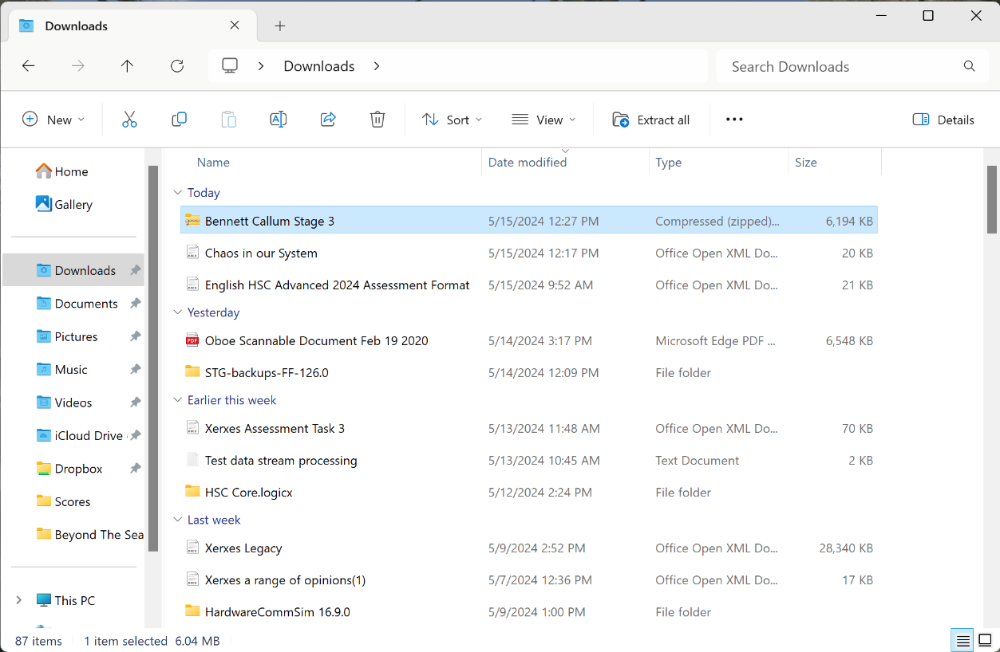 Downloads
Downloads
Search Downloads
New
Sort
View
Extract all
Details
Home
Gallery
Downloads
Documents
Pictures
Music
Videos
iCloud Drive
Dropbox
Scores
Beyond The Sea
This PC
Name Date modified Type Size
Today
Bennett Callum Stage 3 5/15/2024 12:27 PM Compressed (zipped)... 6,194 KB
Chaos in our System 5/15/2024 12:17 PM Office Open XML Do... 20 KB
English HSC Advanced 2024 Assessment Format 5/15/2024 9:52 AM Office Open XML Do... 21 KB
Yesterday
PDF Oboe Scannable Document Feb 19 2020 5/14/2024 3:17 PM Microsoft Edge PDF ... 6,548 KB
STG-backups-FF-126.0 5/14/2024 12:09 PM File folder
Earlier this week
Xerxes Assessment Task 3 5/13/2024 11:48 AM Office Open XML Do... 70 KB
Test data stream processing 5/13/2024 10:45 AM Text Document 2 KB
HSC Core.logicx 5/12/2024 2:24 PM File folder
Last week
Xerxes Legacy 5/9/2024 2:52 PM Office Open XML Do... 28,340 KB
Xerxes a range of opinions(1) 5/7/2024 12:36 PM Office Open XML Do... 17 KB
HardwareCommSim 16.9.0 5/9/2024 1:00 PM File folder
87 items 1 item selected 6.04 MB